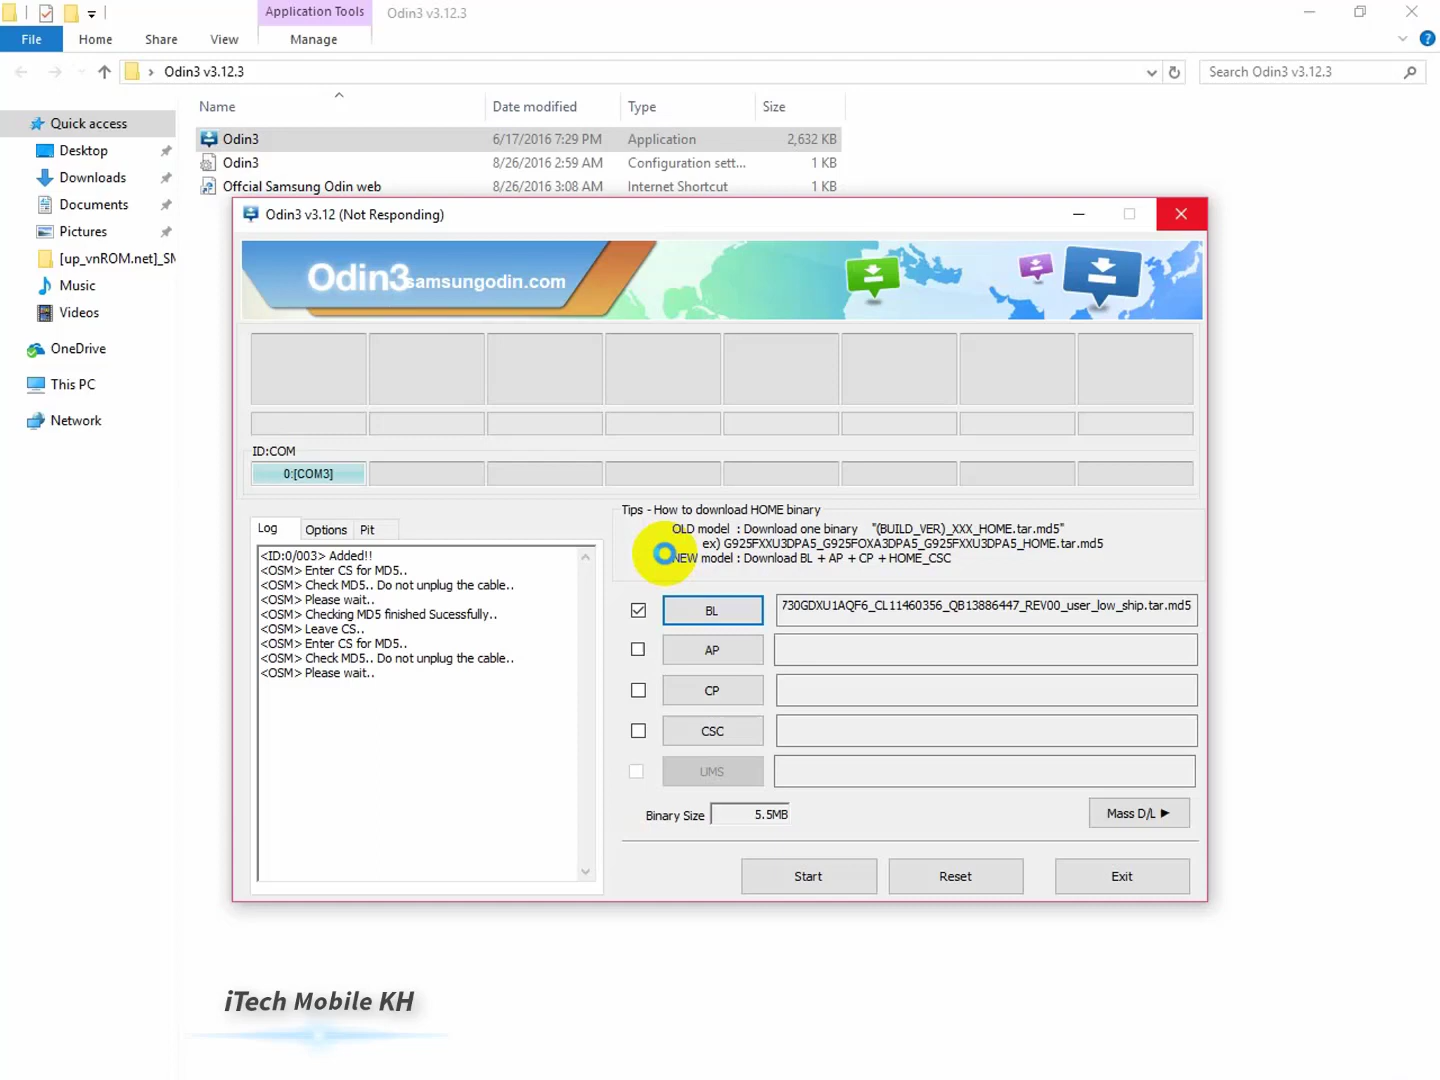 Application Tools
Odin3 v3.12.3
File
Home
Share
View
Manage
Odin3 v3.12.3
Search Odin3 v3.12.3
Name
Date modified
Type
Size
Quick access
Desktop
Downloads
Documents
Pictures
[up_vnROM.net]_SM
Music
Videos
OneDrive
This PC
Network
Odin3 6/17/2016 7:29 PM Application 2,632 KB
Odin3 8/26/2016 2:59 AM Configuration sett... 1 KB
Offcial Samsung Odin web 8/26/2016 3:08 AM Internet Shortcut 1 KB
Odin3 v3.12 (Not Responding)
Odin3 samsungodin.com
ID:COM
0:[COM3]
Log
Options
Pit
<ID:0/003> Added!!
<OSM> Enter CS for MD5..
<OSM> Check MD5.. Do not unplug the cable..
<OSM> Please wait..
<OSM> Checking MD5 finished Sucessfully..
<OSM> Leave CS..
<OSM> Enter CS for MD5..
<OSM> Check MD5.. Do not unplug the cable..
<OSM> Please wait..
Tips - How to download HOME binary
OLD model : Download one binary "(BUILD_VER)_XXX_HOME.tar.md5"
ex) G925FXXU3DPA5_G925FOXA3DPA5_G925FXXU3DPA5_HOME.tar.md5
NEW model : Download BL + AP + CP + HOME_CSC
BL 730GDXU1AQF6_CL11460356_QB13886447_REV00_user_low_ship.tar.md5
AP
CP
CSC
UMS
Binary Size 5.5MB
Mass D/L ►
Start
Reset
Exit
iTech Mobile KH